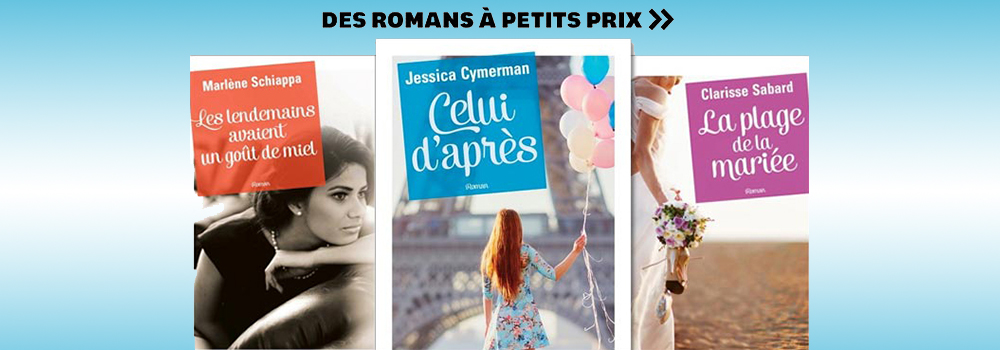 DES ROMANS À PETITS PRIX >>
Marlène Schiappa
Les lendemains
avaient
un goût de miel
Roman
Jessica Cymerman
Celui
d'après
Roman
Clarisse Sabard
La plage
de la
mariée
Roman